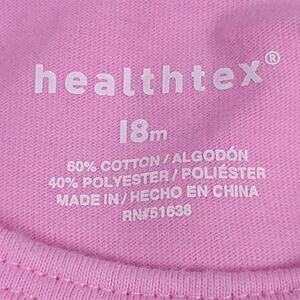 healthtex®
18m
60% COTTON / ALGODÓN
40% POLYESTER / POLIÉSTER
MADE IN / HECHO EN CHINA
RN#51638